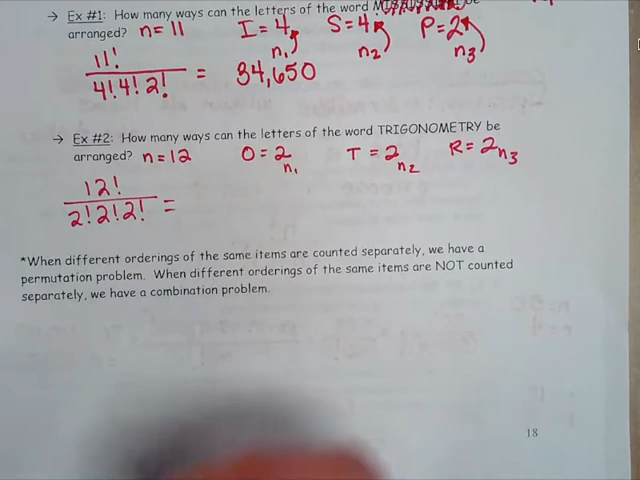 → Ex #1: How many ways can the letters of the word be
arranged? n=11 I=4 S=4 P=2
n₁ n₂ n₃
11!
4!4!2! = 34,650
→ Ex #2: How many ways can the letters of the word TRIGONOMETRY be
arranged? n=12 O=2 n₁ T=2 n₂ R=2 n₃
12!
2!2!2! =
*When different orderings of the same items are counted separately, we have a
permutation problem. When different orderings of the same items are NOT counted
separately, we have a combination problem.
18